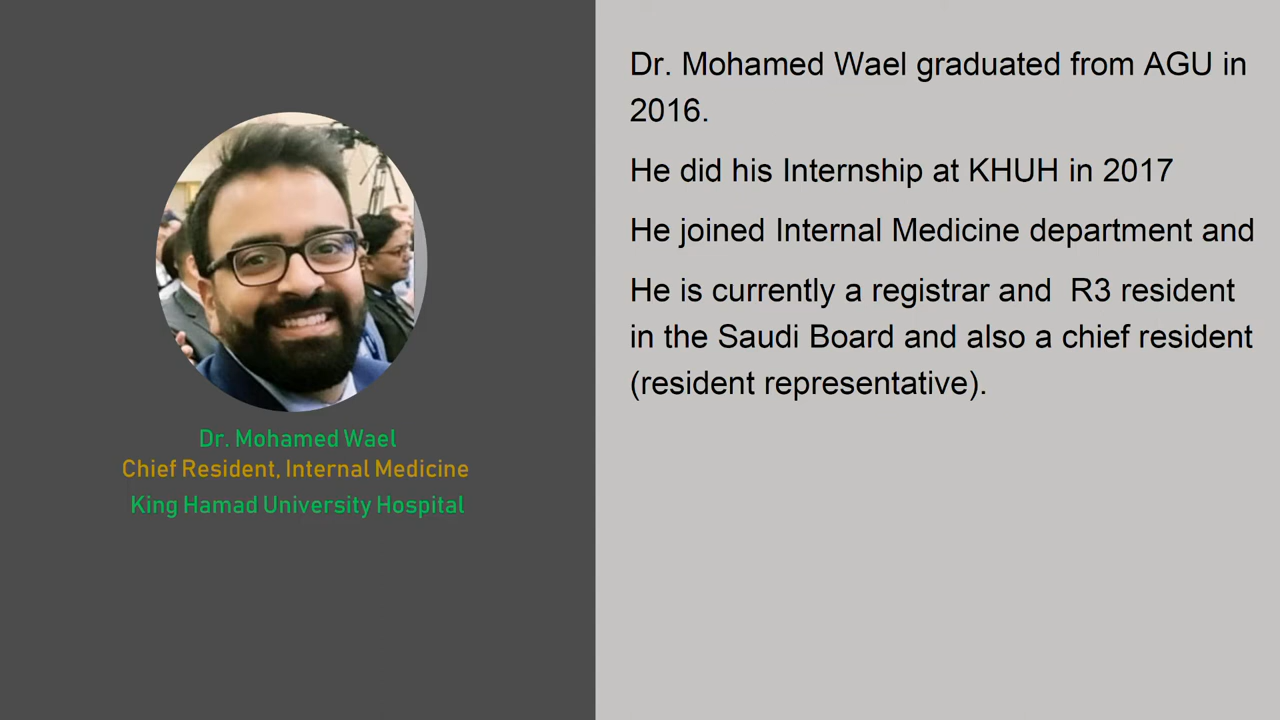 Dr. Mohamed Wael
Chief Resident, Internal Medicine
King Hamad University Hospital
Dr. Mohamed Wael graduated from AGU in
2016.
He did his Internship at KHUH in 2017
He joined Internal Medicine department and
He is currently a registrar and  R3 resident
in the Saudi Board and also a chief resident
(resident representative).